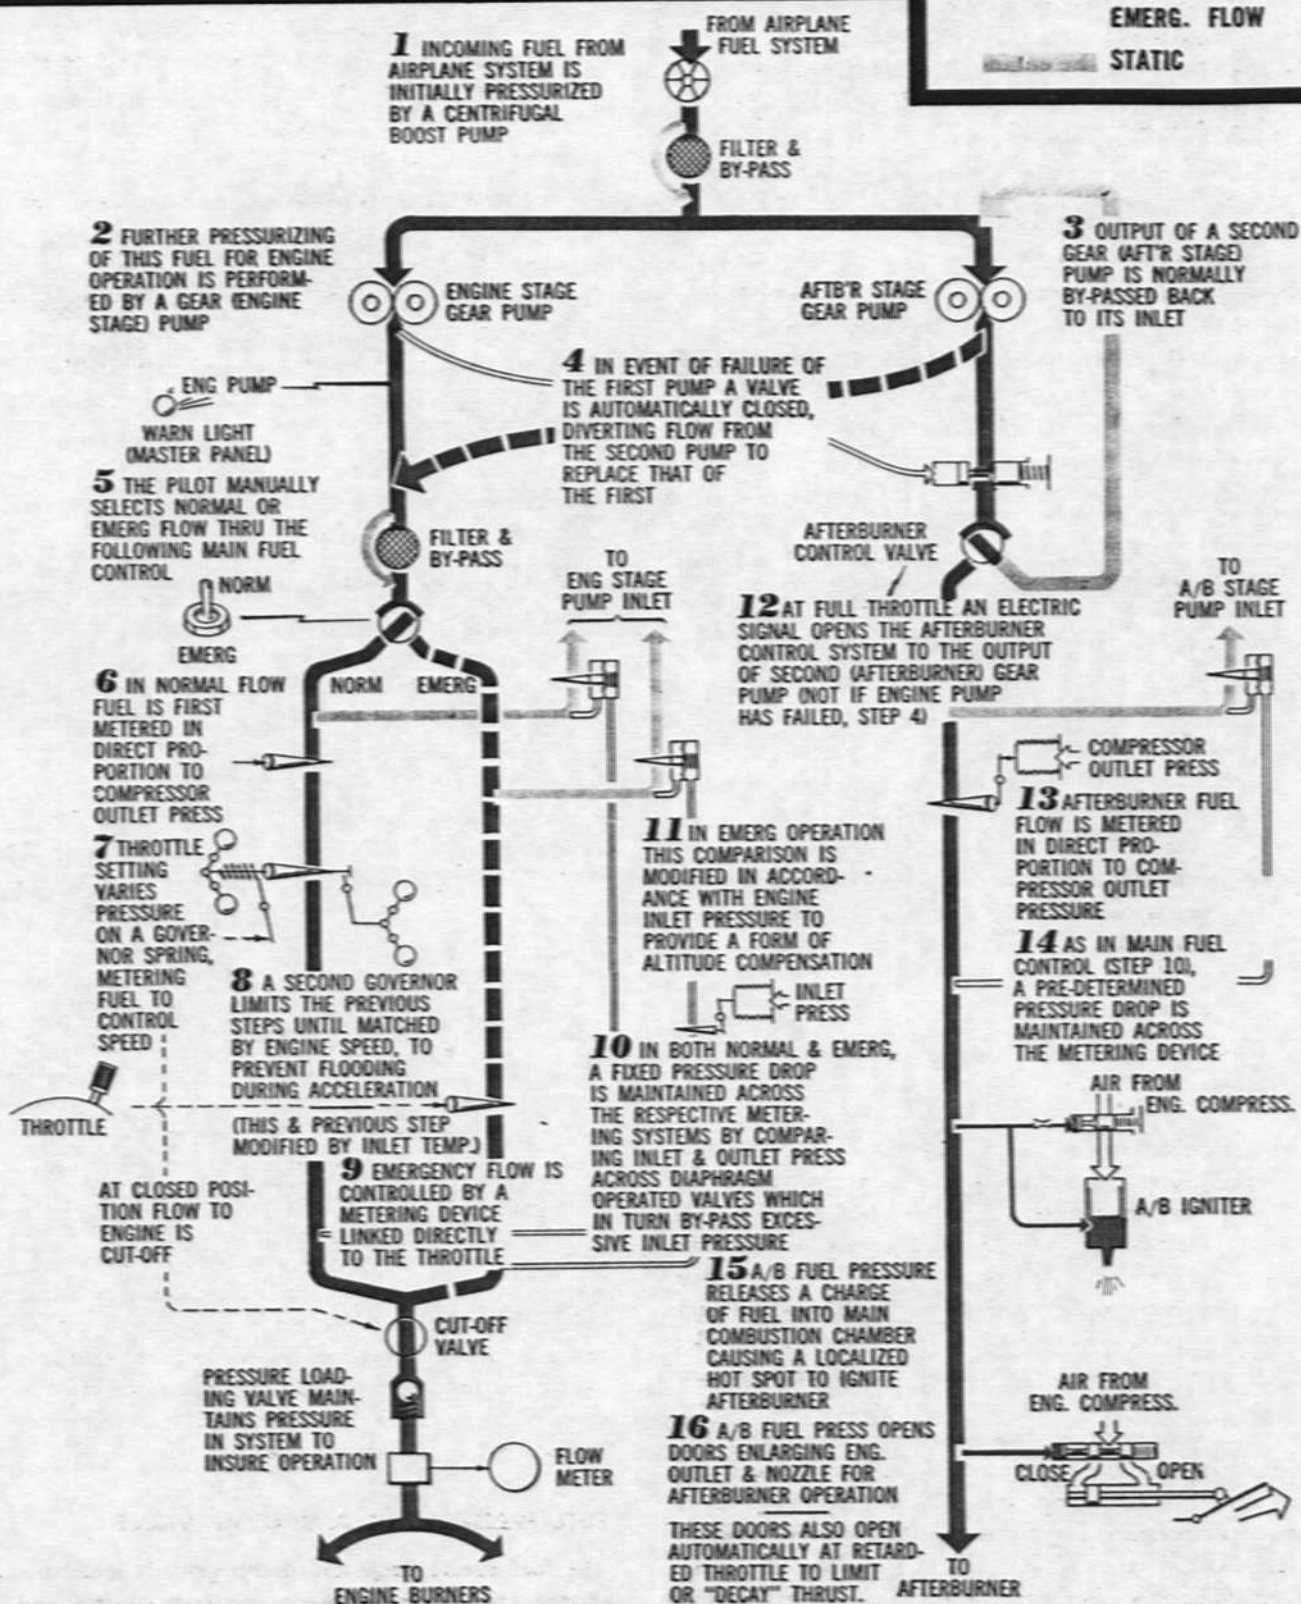 EMERG. FLOW
STATIC
FROM AIRPLANE
FUEL SYSTEM
1 INCOMING FUEL FROM
AIRPLANE SYSTEM IS
INITIALLY PRESSURIZED
BY A CENTRIFUGAL
BOOST PUMP
FILTER &
BY-PASS
2 FURTHER PRESSURIZING
OF THIS FUEL FOR ENGINE
OPERATION IS PERFORM-
ED BY A GEAR (ENGINE
STAGE) PUMP
ENGINE STAGE
GEAR PUMP
AFTB'R STAGE
GEAR PUMP
3 OUTPUT OF A SECOND
GEAR (AFT'R STAGE)
PUMP IS NORMALLY
BY-PASSED BACK
TO ITS INLET
4 IN EVENT OF FAILURE OF
THE FIRST PUMP A VALVE
IS AUTOMATICALLY CLOSED,
DIVERTING FLOW FROM
THE SECOND PUMP TO
REPLACE THAT OF
THE FIRST
ENG PUMP
WARN LIGHT
(MASTER PANEL)
5 THE PILOT MANUALLY
SELECTS NORMAL OR
EMERG FLOW THRU THE
FOLLOWING MAIN FUEL
CONTROL
NORM
EMERG
FILTER &
BY-PASS
TO
ENG STAGE
PUMP INLET
AFTERBURNER
CONTROL VALVE
TO
A/B STAGE
PUMP INLET
12 AT FULL THROTTLE AN ELECTRIC
SIGNAL OPENS THE AFTERBURNER
CONTROL SYSTEM TO THE OUTPUT
OF SECOND (AFTERBURNER) GEAR
PUMP (NOT IF ENGINE PUMP
HAS FAILED, STEP 4)
6 IN NORMAL FLOW
FUEL IS FIRST
METERED IN
DIRECT PRO-
PORTION TO
COMPRESSOR
OUTLET PRESS
NORM EMERG
COMPRESSOR
OUTLET PRESS
13 AFTERBURNER FUEL
FLOW IS METERED
IN DIRECT PRO-
PORTION TO COM-
PRESSOR OUTLET
PRESSURE
7 THROTTLE
SETTING
VARIES
PRESSURE
ON A GOVER-
NOR SPRING,
METERING
FUEL TO
CONTROL
SPEED
11 IN EMERG OPERATION
THIS COMPARISON IS
MODIFIED IN ACCORD-
ANCE WITH ENGINE
INLET PRESSURE TO
PROVIDE A FORM OF
ALTITUDE COMPENSATION
INLET
PRESS
14 AS IN MAIN FUEL
CONTROL (STEP 10),
A PRE-DETERMINED
PRESSURE DROP IS
MAINTAINED ACROSS
THE METERING DEVICE
8 A SECOND GOVERNOR
LIMITS THE PREVIOUS
STEPS UNTIL MATCHED
BY ENGINE SPEED, TO
PREVENT FLOODING
DURING ACCELERATION
(THIS & PREVIOUS STEP
MODIFIED BY INLET TEMP.)
THROTTLE
10 IN BOTH NORMAL & EMERG,
A FIXED PRESSURE DROP
IS MAINTAINED ACROSS
THE RESPECTIVE METER-
ING SYSTEMS BY COMPAR-
ING INLET & OUTLET PRESS
ACROSS DIAPHRAGM
OPERATED VALVES WHICH
IN TURN BY-PASS EXCES-
SIVE INLET PRESSURE
9 EMERGENCY FLOW IS
CONTROLLED BY A
METERING DEVICE
LINKED DIRECTLY
TO THE THROTTLE
AT CLOSED POSI-
TION FLOW TO
ENGINE IS
CUT-OFF
AIR FROM
ENG. COMPRESS.
A/B IGNITER
15 A/B FUEL PRESSURE
RELEASES A CHARGE
OF FUEL INTO MAIN
COMBUSTION CHAMBER
CAUSING A LOCALIZED
HOT SPOT TO IGNITE
AFTERBURNER
CUT-OFF
VALVE
PRESSURE LOAD-
ING VALVE MAIN-
TAINS PRESSURE
IN SYSTEM TO
INSURE OPERATION
FLOW
METER
16 A/B FUEL PRESS OPENS
DOORS ENLARGING ENG.
OUTLET & NOZZLE FOR
AFTERBURNER OPERATION
THESE DOORS ALSO OPEN
AUTOMATICALLY AT RETARD-
ED THROTTLE TO LIMIT
OR "DECAY" THRUST.
AIR FROM
ENG. COMPRESS.
CLOSE OPEN
TO
ENGINE BURNERS
TO
AFTERBURNER